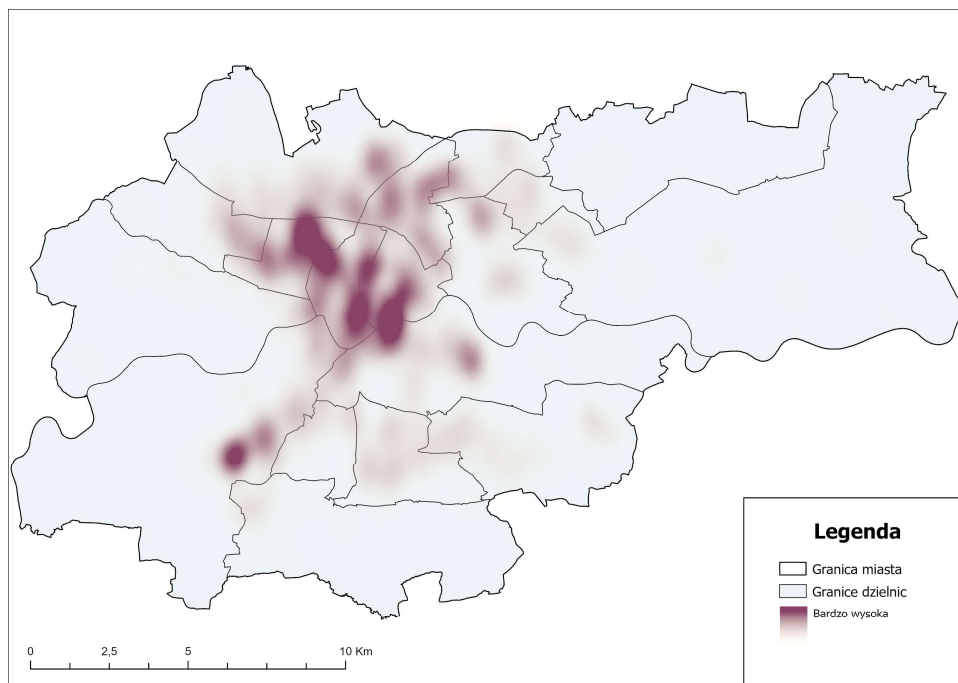 Legenda
Granica miasta
Granice dzielnic
Bardzo wysoka
0 2,5 5 10 Km